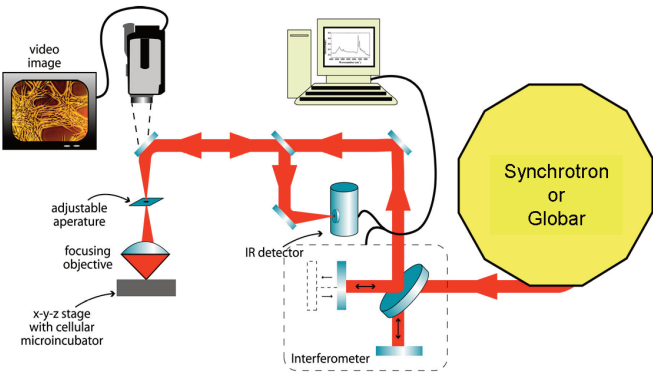 video
image
adjustable
aperature
focusing
objective
x-y-z stage
with cellular
microincubator
IR detector
Interferometer
Synchrotron
or
Globar